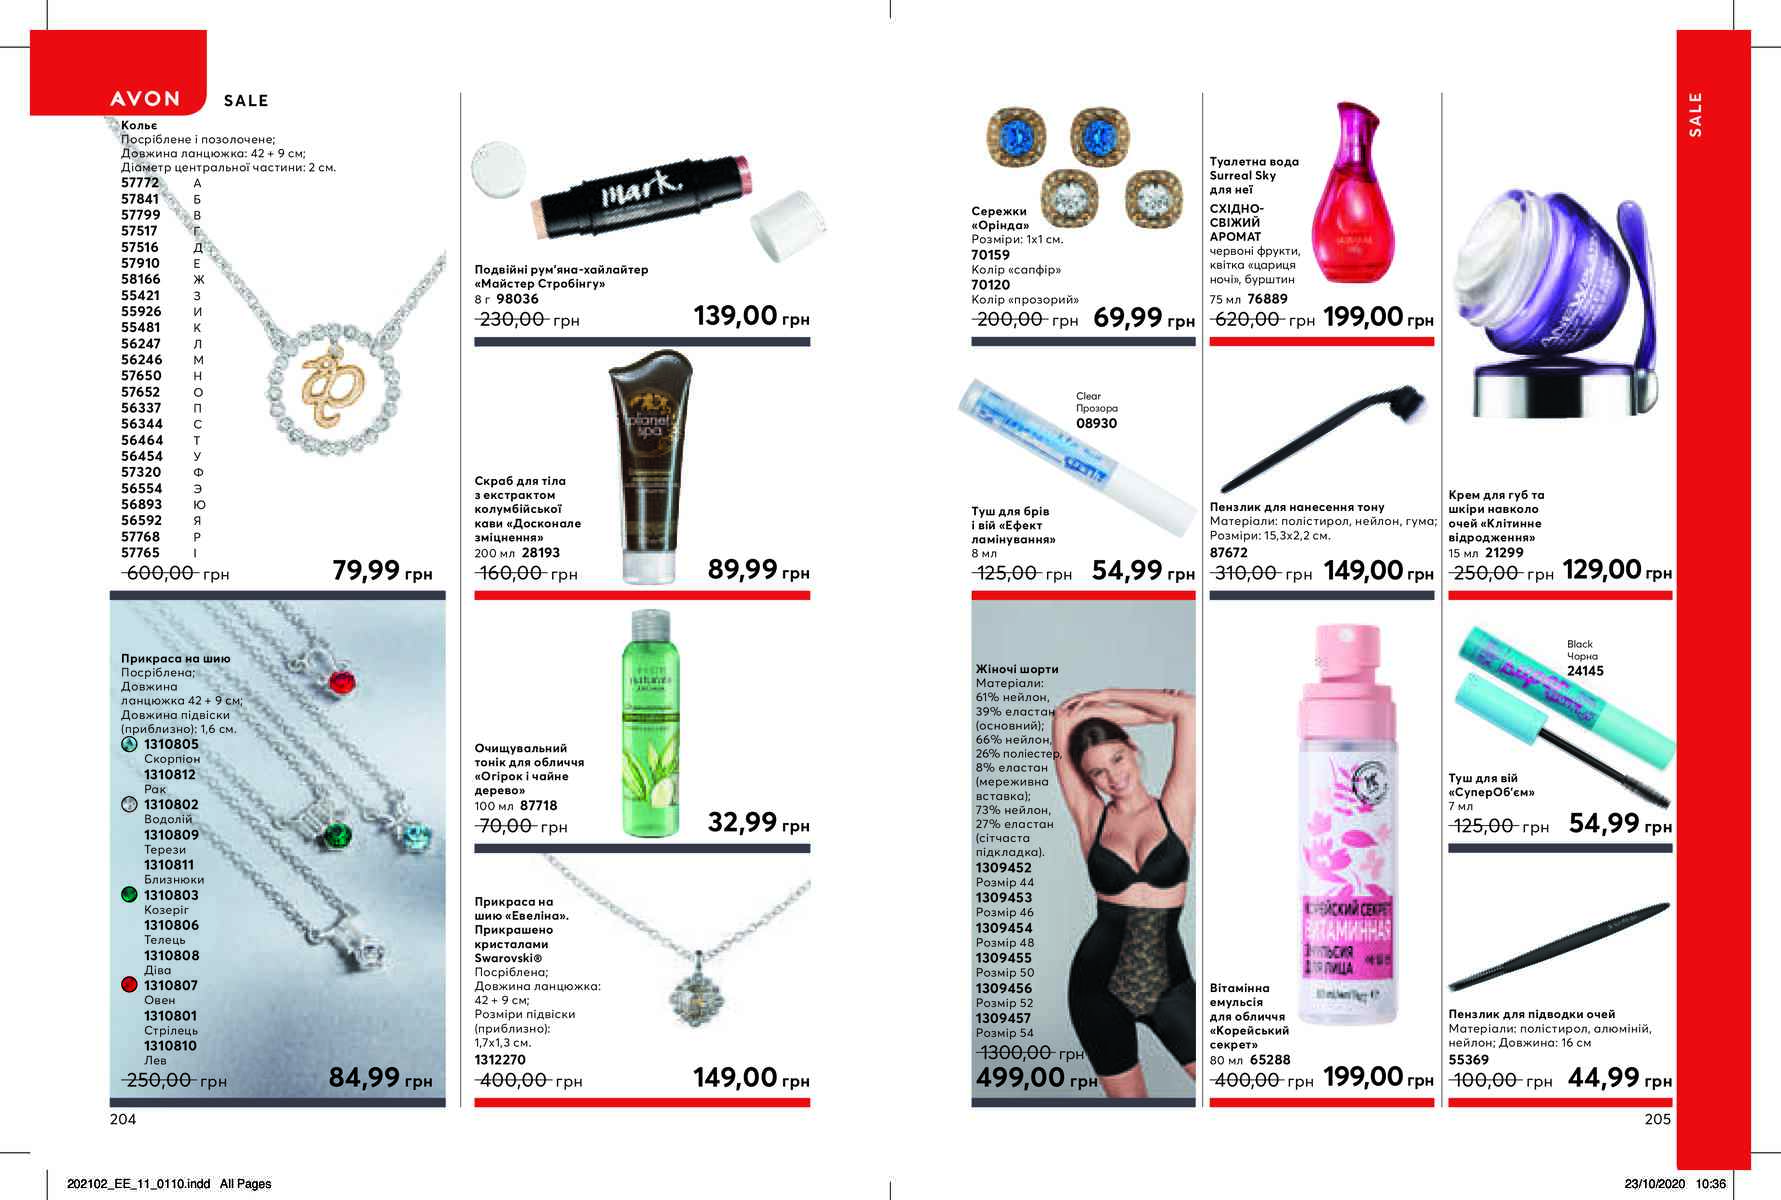 AVON
SALE
Кольє
Посріблене і позолочене;
Довжина ланцюжка: 42 + 9 см;
Діаметр центральної частини: 2 см.
57772 А
57841 Б
57799 В
57517 Г
57516 Д
57910 Е
58166 Ж
55421 З
55926 И
55481 К
56247 Л
56246 М
57650 Н
57652 О
56337 П
56344 С
56464 Т
56454 У
57320 Ф
56554 Э
56893 Ю
56592 Я
57768 Р
57765 І
600,00 грн 79,99 грн
Прикраса на шию
Посріблена;
Довжина
ланцюжка 42 + 9 см;
Довжина підвіски
(приблизно): 1,6 см.
1310805
Скорпіон
1310812
Рак
1310802
Водолій
1310809
Терези
1310811
Близнюки
1310803
Козеріг
1310806
Телець
1310808
Діва
1310807
Овен
1310801
Стрілець
1310810
Лев
250,00 грн 84,99 грн
204
mark.
Подвійні рум'яна-хайлайтер
«Майстер Стробінгу»
8 г 98036
230,00 грн 139,00 грн
planet
spa
Скраб для тіла
з екстрактом
колумбійської
кави «Досконале
зміцнення»
200 мл 28193
160,00 грн 89,99 грн
naturals
Очищувальний
тонік для обличчя
«Огірок і чайне
дерево»
100 мл 87718
70,00 грн 32,99 грн
Прикраса на
шию «Евеліна».
Прикрашено
кристалами
Swarovski®
Посріблена;
Довжина ланцюжка:
42 + 9 см;
Розміри підвіски
(приблизно):
1,7х1,3 см.
1312270
400,00 грн 149,00 грн
Сережки
«Орінда»
Розміри: 1х1 см.
70159
Колір «сапфір»
70120
Колір «прозорий»
200,00 грн 69,99 грн
Clear
Прозора
08930
Туш для брів
і вій «Ефект
ламінування»
8 мл
125,00 грн 54,99 грн
Жіночі шорти
Матеріали:
61% нейлон,
39% еластан
(основний);
66% нейлон,
26% поліестер,
8% еластан
(мереживна
вставка);
73% нейлон,
27% еластан
(сітчаста
підкладка).
1309452
Розмір 44
1309453
Розмір 46
1309454
Розмір 48
1309455
Розмір 50
1309456
Розмір 52
1309457
Розмір 54
1300,00 грн
499,00 грн
Туалетна вода
Surreal Sky
для неї
СХІДНО-
СВІЖИЙ
АРОМАТ
червоні фрукти,
квітка «цариця
ночі», бурштин
75 мл 76889
620,00 грн 199,00 грн
Пензлик для нанесення тону
Матеріали: полістирол, нейлон, гума;
Розміри: 15,3х2,2 см.
87672
310,00 грн 149,00 грн
КОРЕЙСКИЙ СЕКРЕТ
ВИТАМИННАЯ
ЭМУЛЬСИЯ
ДЛЯ ЛИЦА
Вітамінна
емульсія
для обличчя
«Корейський
секрет»
80 мл 65288
400,00 грн 199,00 грн
ANEW
Крем для губ та
шкіри навколо
очей «Клітинне
відродження»
15 мл 21299
250,00 грн 129,00 грн
Black
Чорна
24145
Туш для вій
«СуперОб'єм»
7 мл
125,00 грн 54,99 грн
Пензлик для підводки очей
Матеріали: полістирол, алюміній,
нейлон; Довжина: 16 см
55369
100,00 грн 44,99 грн
205
SALE
202102_EE_11_0110.indd All Pages
23/10/2020 10:36